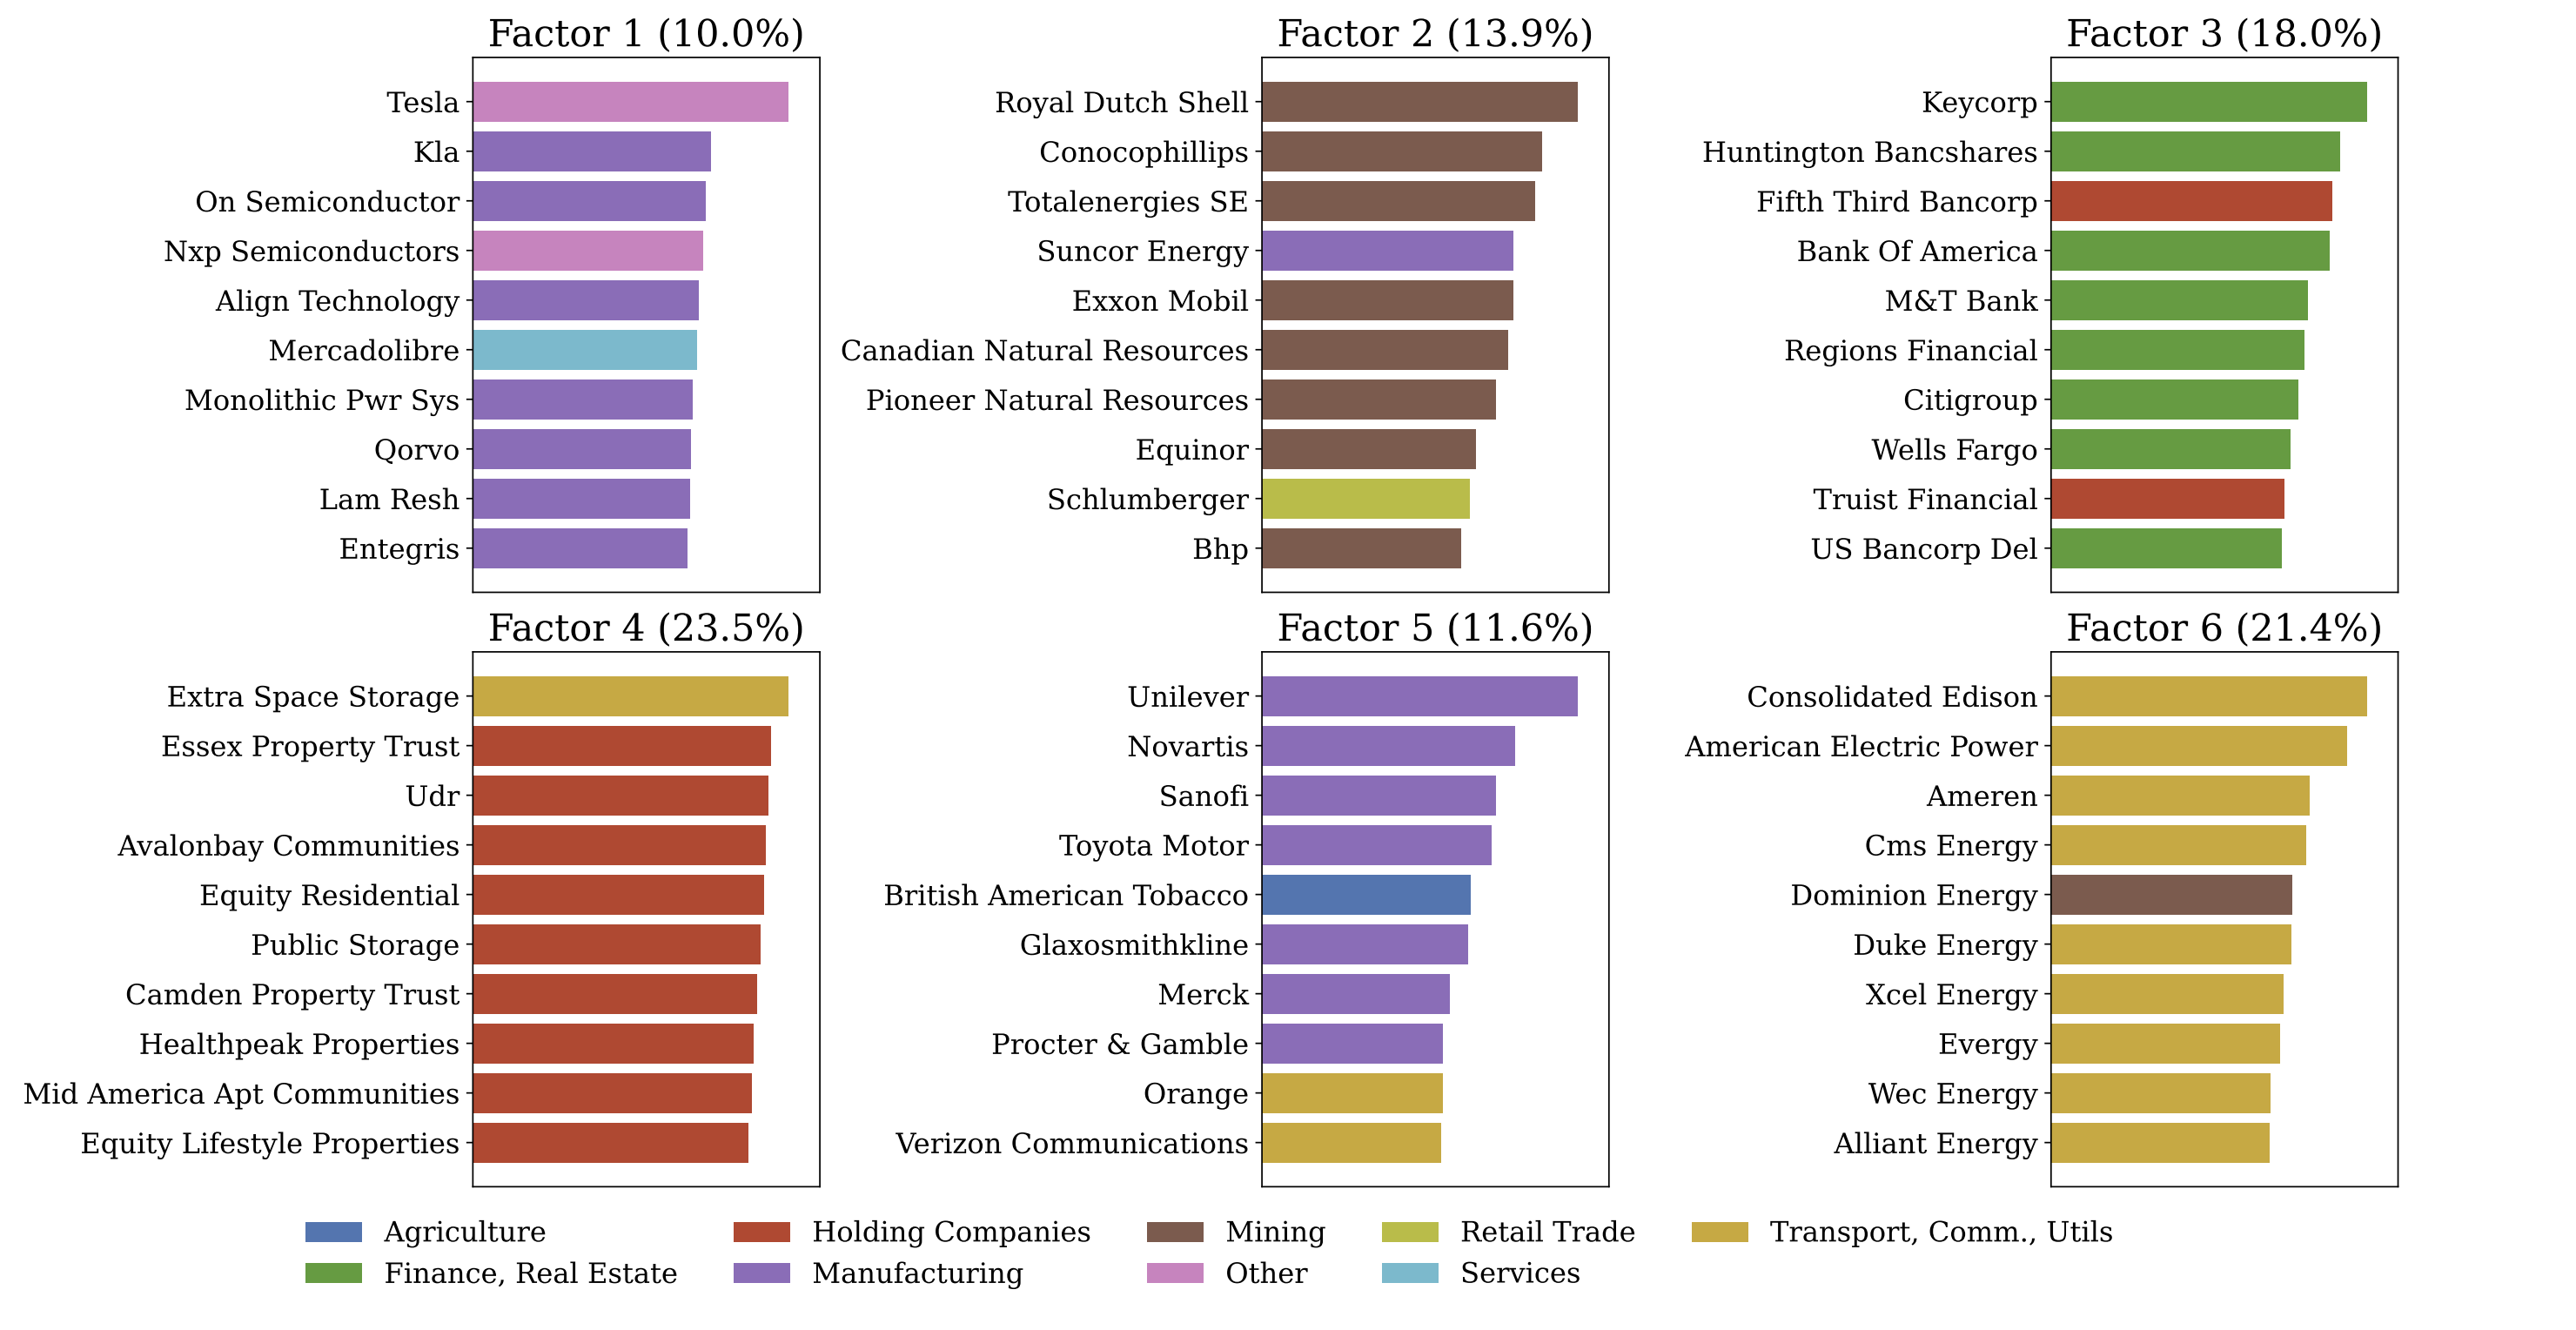 Factor 1 (10.0%)
Tesla
Kla
On Semiconductor
Nxp Semiconductors
Align Technology
Mercadolibre
Monolithic Pwr Sys
Qorvo
Lam Resh
Entegris
Factor 2 (13.9%)
Royal Dutch Shell
Conocophillips
Totalenergies SE
Suncor Energy
Exxon Mobil
Canadian Natural Resources
Pioneer Natural Resources
Equinor
Schlumberger
Bhp
Factor 3 (18.0%)
Keycorp
Huntington Bancshares
Fifth Third Bancorp
Bank Of America
M&T Bank
Regions Financial
Citigroup
Wells Fargo
Truist Financial
US Bancorp Del
Factor 4 (23.5%)
Extra Space Storage
Essex Property Trust
Udr
Avalonbay Communities
Equity Residential
Public Storage
Camden Property Trust
Healthpeak Properties
Mid America Apt Communities
Equity Lifestyle Properties
Factor 5 (11.6%)
Unilever
Novartis
Sanofi
Toyota Motor
British American Tobacco
Glaxosmithkline
Merck
Procter & Gamble
Orange
Verizon Communications
Factor 6 (21.4%)
Consolidated Edison
American Electric Power
Ameren
Cms Energy
Dominion Energy
Duke Energy
Xcel Energy
Evergy
Wec Energy
Alliant Energy
Agriculture
Finance, Real Estate
Holding Companies
Manufacturing
Mining
Other
Retail Trade
Services
Transport, Comm., Utils